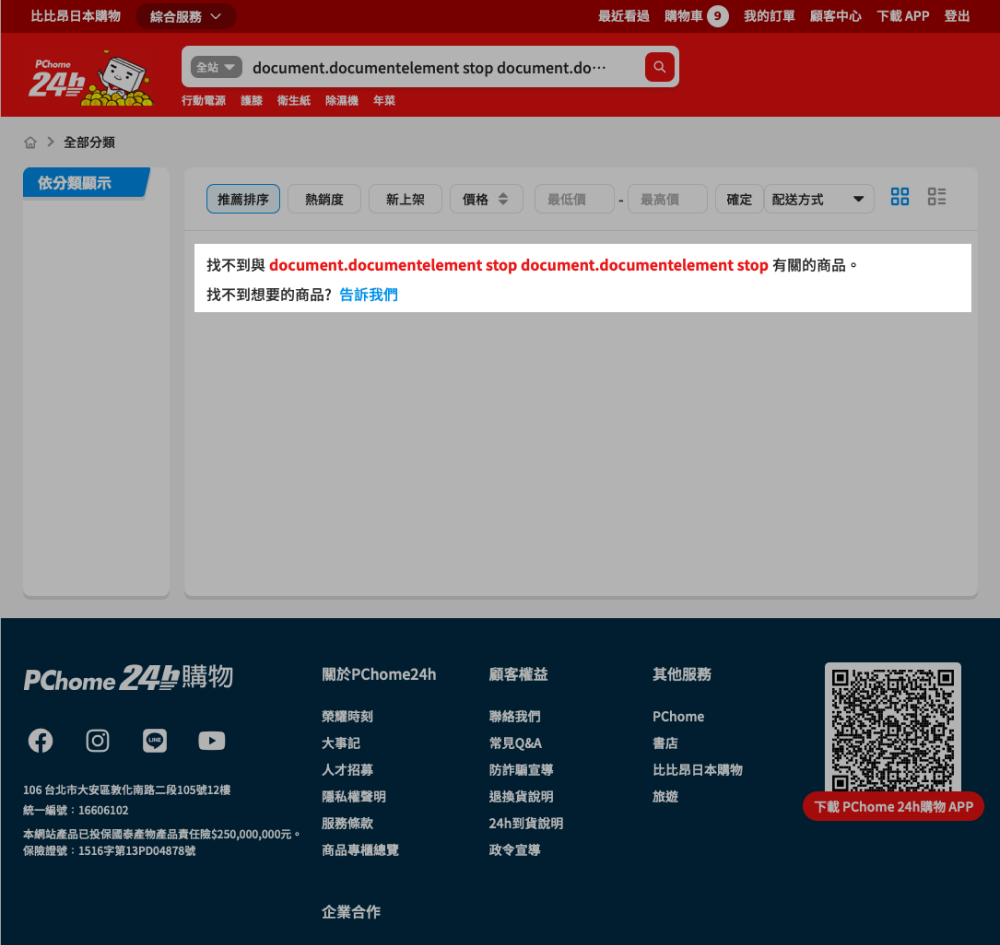 比比昂日本購物 綜合服務 最近看過 購物車 9 我的訂單 顧客中心 下載 APP 登出
PChome
24h
全站 document.documentelement stop document.do…
行動電源 護膝 衛生紙 除濕機 年菜
全部分類
依分類顯示
推薦排序 熱銷度 新上架 價格 最低價 - 最高價 確定 配送方式
找不到與 document.documentelement stop document.documentelement stop 有關的商品。
找不到想要的商品? 告訴我們
PChome 24h購物
關於PChome24h
榮耀時刻
大事記
人才招募
隱私權聲明
服務條款
商品專櫃總覽
企業合作
顧客權益
聯絡我們
常見Q&A
防詐騙宣導
退換貨說明
24h到貨說明
政令宣導
其他服務
PChome
書店
比比昂日本購物
旅遊
LINE
106 台北市大安區敦化南路二段105號12樓
統一編號：16606102
本網站產品已投保國泰產物產品責任險$250,000,000元。
保險證號：1516字第13PD04878號
下載 PChome 24h購物 APP